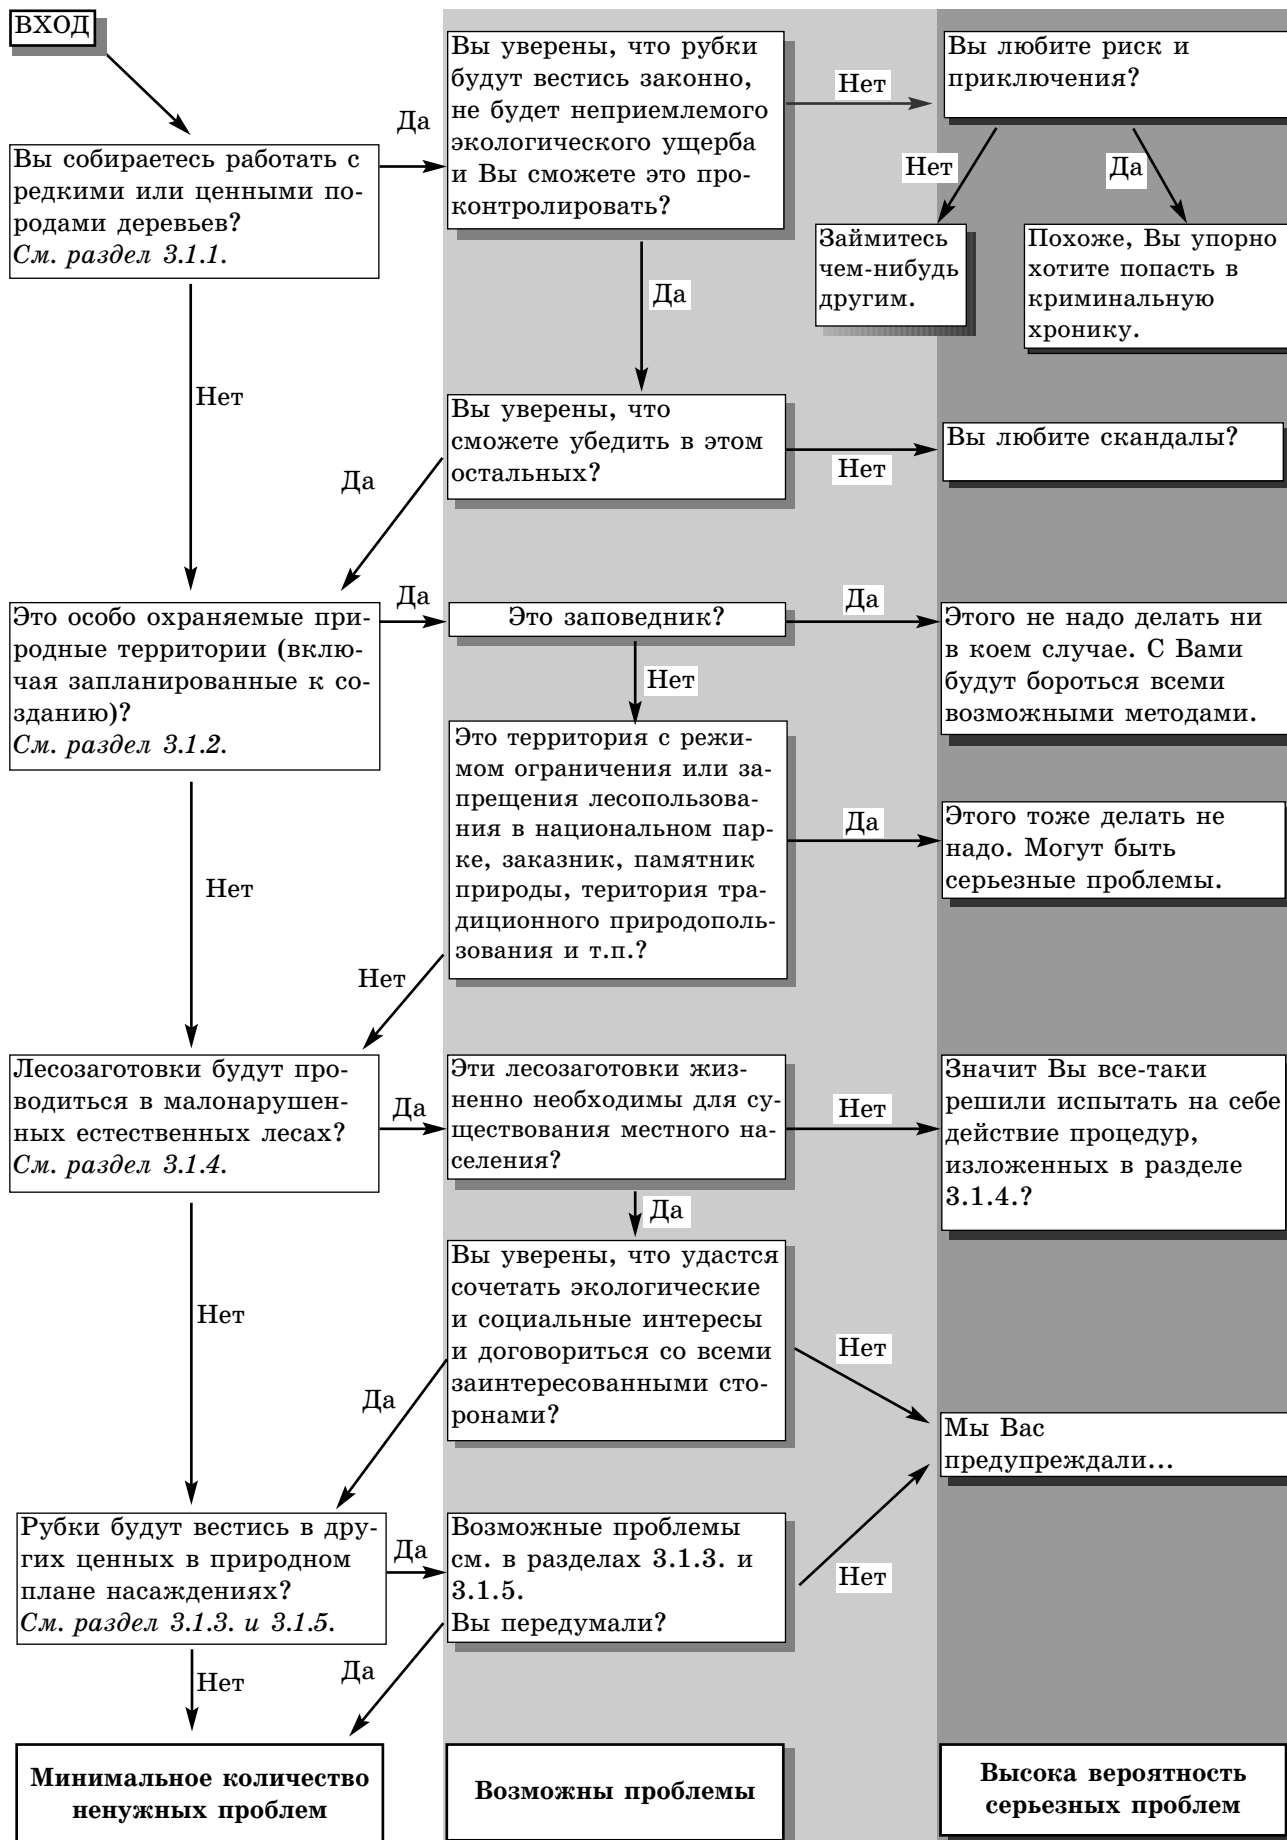 ВХОД
Вы собираетесь работать с
редкими или ценными по-
родами деревьев?
См. раздел 3.1.1.
Да
Вы уверены, что рубки
будут вестись законно,
не будет неприемлемого
экологического ущерба
и Вы сможете это про-
контролировать?
Нет
Вы любите риск и
приключения?
Нет
Да
Займитесь
чем-нибудь
другим.
Похоже, Вы упорно
хотите попасть в
криминальную
хронику.
Да
Нет
Вы уверены, что
сможете убедить в этом
остальных?
Нет
Вы любите скандалы?
Да
Это особо охраняемые при-
родные территории (вклю-
чая запланированные к со-
зданию)?
См. раздел 3.1.2.
Да
Это заповедник?
Да
Этого не надо делать ни
в коем случае. С Вами
будут бороться всеми
возможными методами.
Нет
Это территория с режи-
мом ограничения или за-
прещения лесопользова-
ния в национальном пар-
ке, заказник, памятник
природы, територия тра-
диционного природополь-
зования и т.п.?
Да
Этого тоже делать не
надо. Могут быть
серьезные проблемы.
Нет
Нет
Лесозаготовки будут про-
водиться в малонарушен-
ных естественных лесах?
См. раздел 3.1.4.
Да
Эти лесозаготовки жиз-
ненно необходимы для су-
ществования местного на-
селения?
Нет
Значит Вы все-таки
решили испытать на себе
действие процедур,
изложенных в разделе
3.1.4.?
Да
Вы уверены, что удастся
сочетать экологические
и социальные интересы
и договориться со всеми
заинтересованными сто-
ронами?
Нет
Нет
Да
Мы Вас
предупреждали...
Рубки будут вестись в дру-
гих ценных в природном
плане насаждениях?
См. раздел 3.1.3. и 3.1.5.
Да
Возможные проблемы
см. в разделах 3.1.3. и
3.1.5.
Вы передумали?
Нет
Нет
Да
Минимальное количество
ненужных проблем
Возможны проблемы
Высока вероятность
серьезных проблем